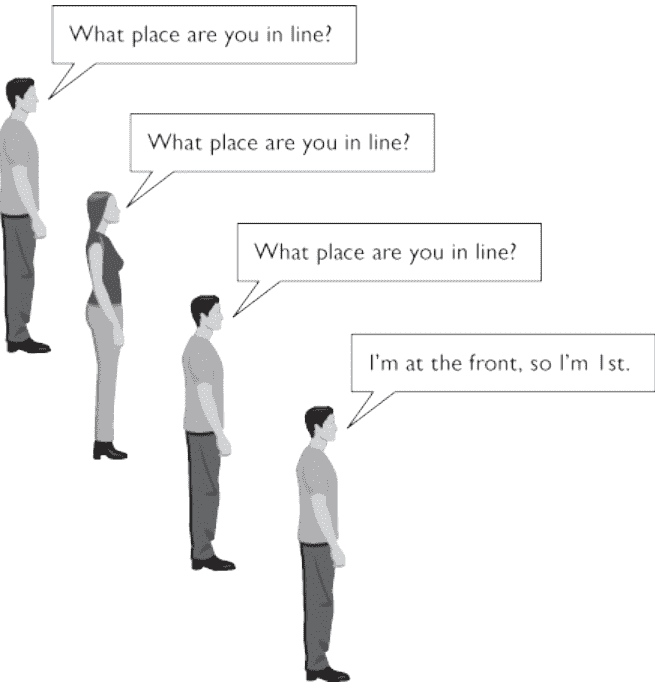 What place are you in line?
What place are you in line?
What place are you in line?
I'm at the front, so I'm 1st.